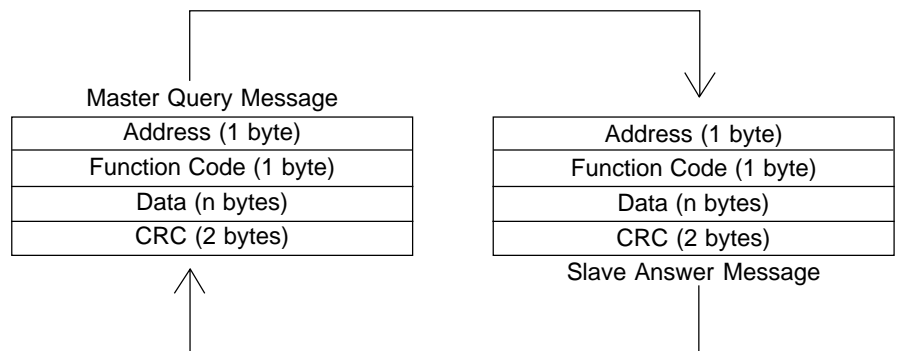 Master Query Message
Address (1 byte)
Function Code (1 byte)
Data (n bytes)
CRC (2 bytes)
Address (1 byte)
Function Code (1 byte)
Data (n bytes)
CRC (2 bytes)
Slave Answer Message